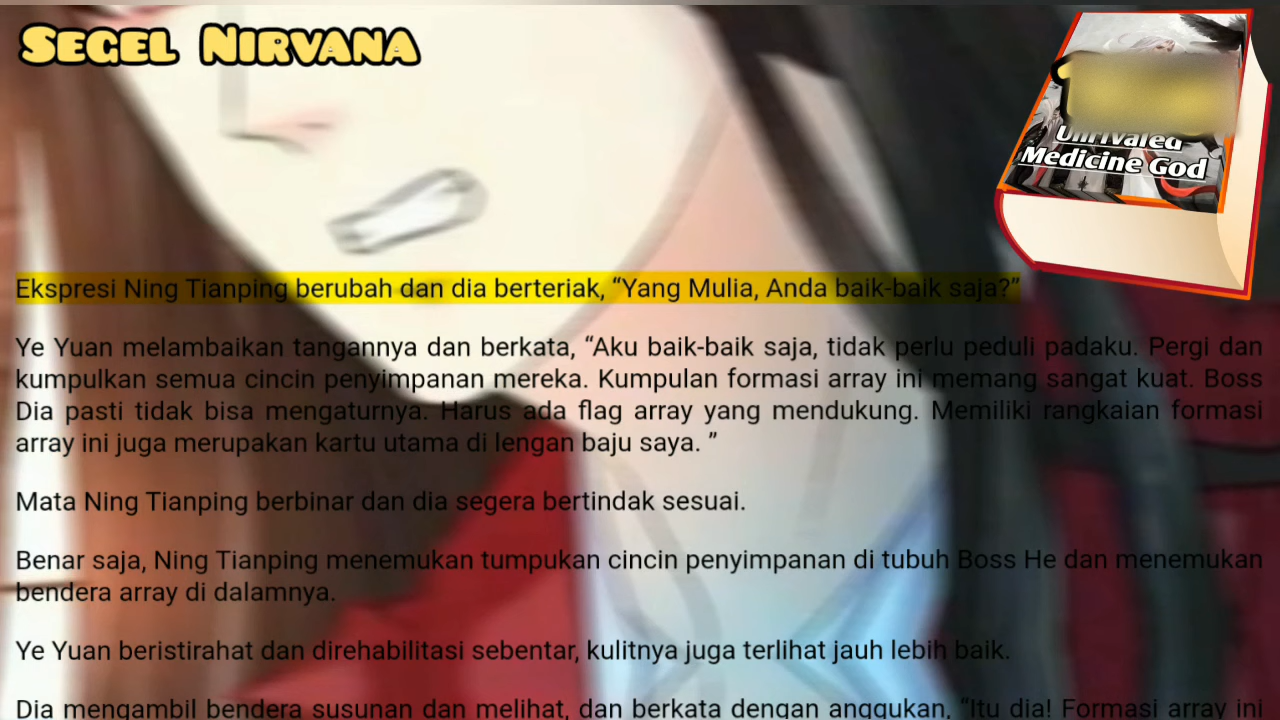 SEGEL NIRVANA
Unrivaled
Medicine God
Ekspresi Ning Tianping berubah dan dia berteriak, “Yang Mulia, Anda baik-baik saja?”
Ye Yuan melambaikan tangannya dan berkata, “Aku baik-baik saja, tidak perlu peduli padaku. Pergi dan
kumpulkan semua cincin penyimpanan mereka. Kumpulan formasi array ini memang sangat kuat. Boss
Dia pasti tidak bisa mengaturnya. Harus ada flag array yang mendukung. Memiliki rangkaian formasi
array ini juga merupakan kartu utama di lengan baju saya. ”
Mata Ning Tianping berbinar dan dia segera bertindak sesuai.
Benar saja, Ning Tianping menemukan tumpukan cincin penyimpanan di tubuh Boss He dan menemukan
bendera array di dalamnya.
Ye Yuan beristirahat dan direhabilitasi sebentar, kulitnya juga terlihat jauh lebih baik.
Dia mengambil bendera susunan dan melihat, dan berkata dengan anggukan, “Itu dia! Formasi array ini